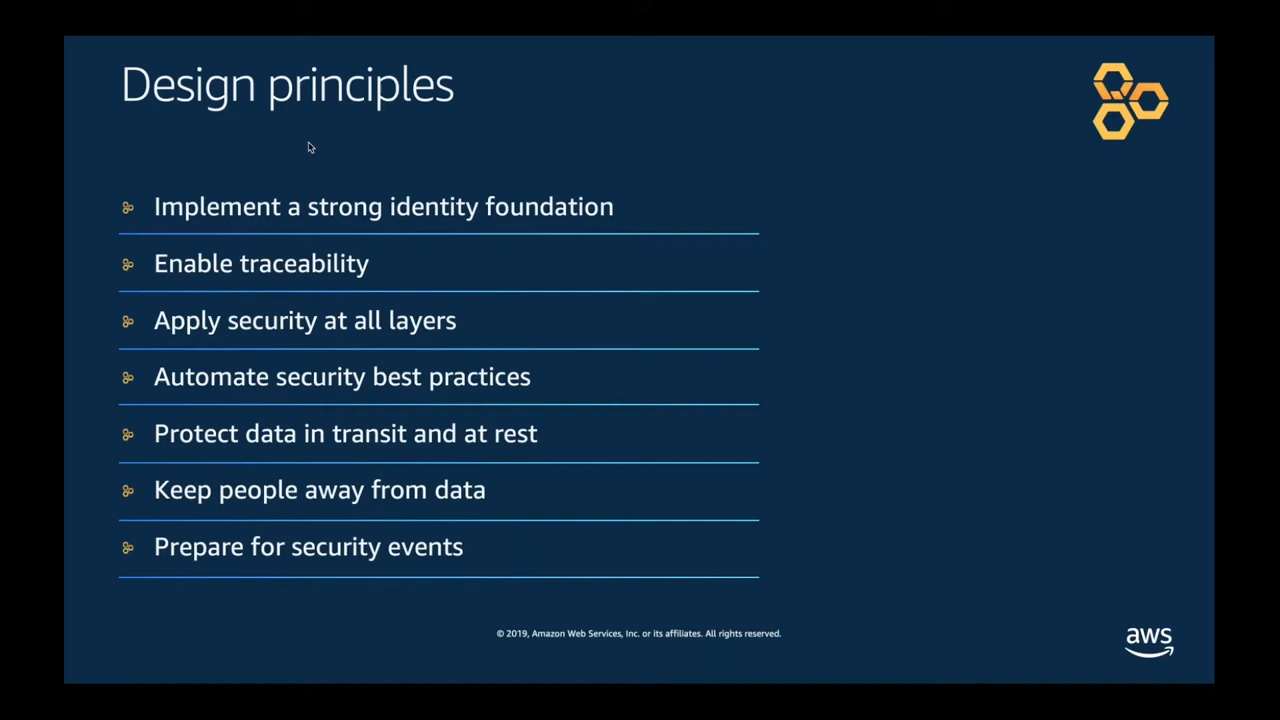 Design principles
Implement a strong identity foundation
Enable traceability
Apply security at all layers
Automate security best practices
Protect data in transit and at rest
Keep people away from data
Prepare for security events
© 2019, Amazon Web Services, Inc. or its affiliates. All rights reserved.
aws